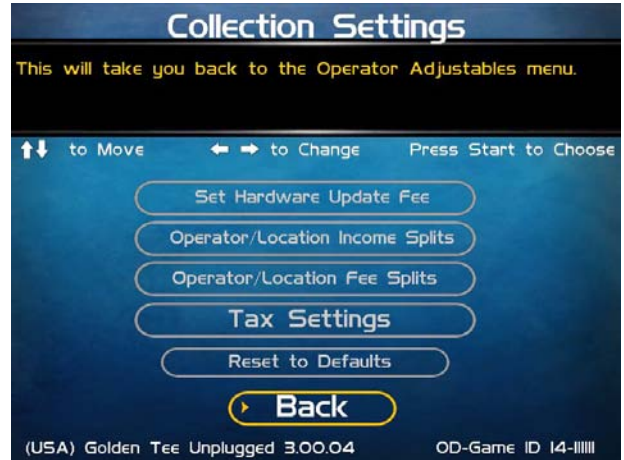 Collection Settings
This will take you back to the Operator Adjustables menu.
to Move to Change Press Start to Choose
Set Hardware Update Fee
Operator/Location Income Splits
Operator/Location Fee Splits
Tax Settings
Reset to Defaults
Back
(USA) Golden Tee Unplugged 3.00.04 OD-Game ID 14-111111